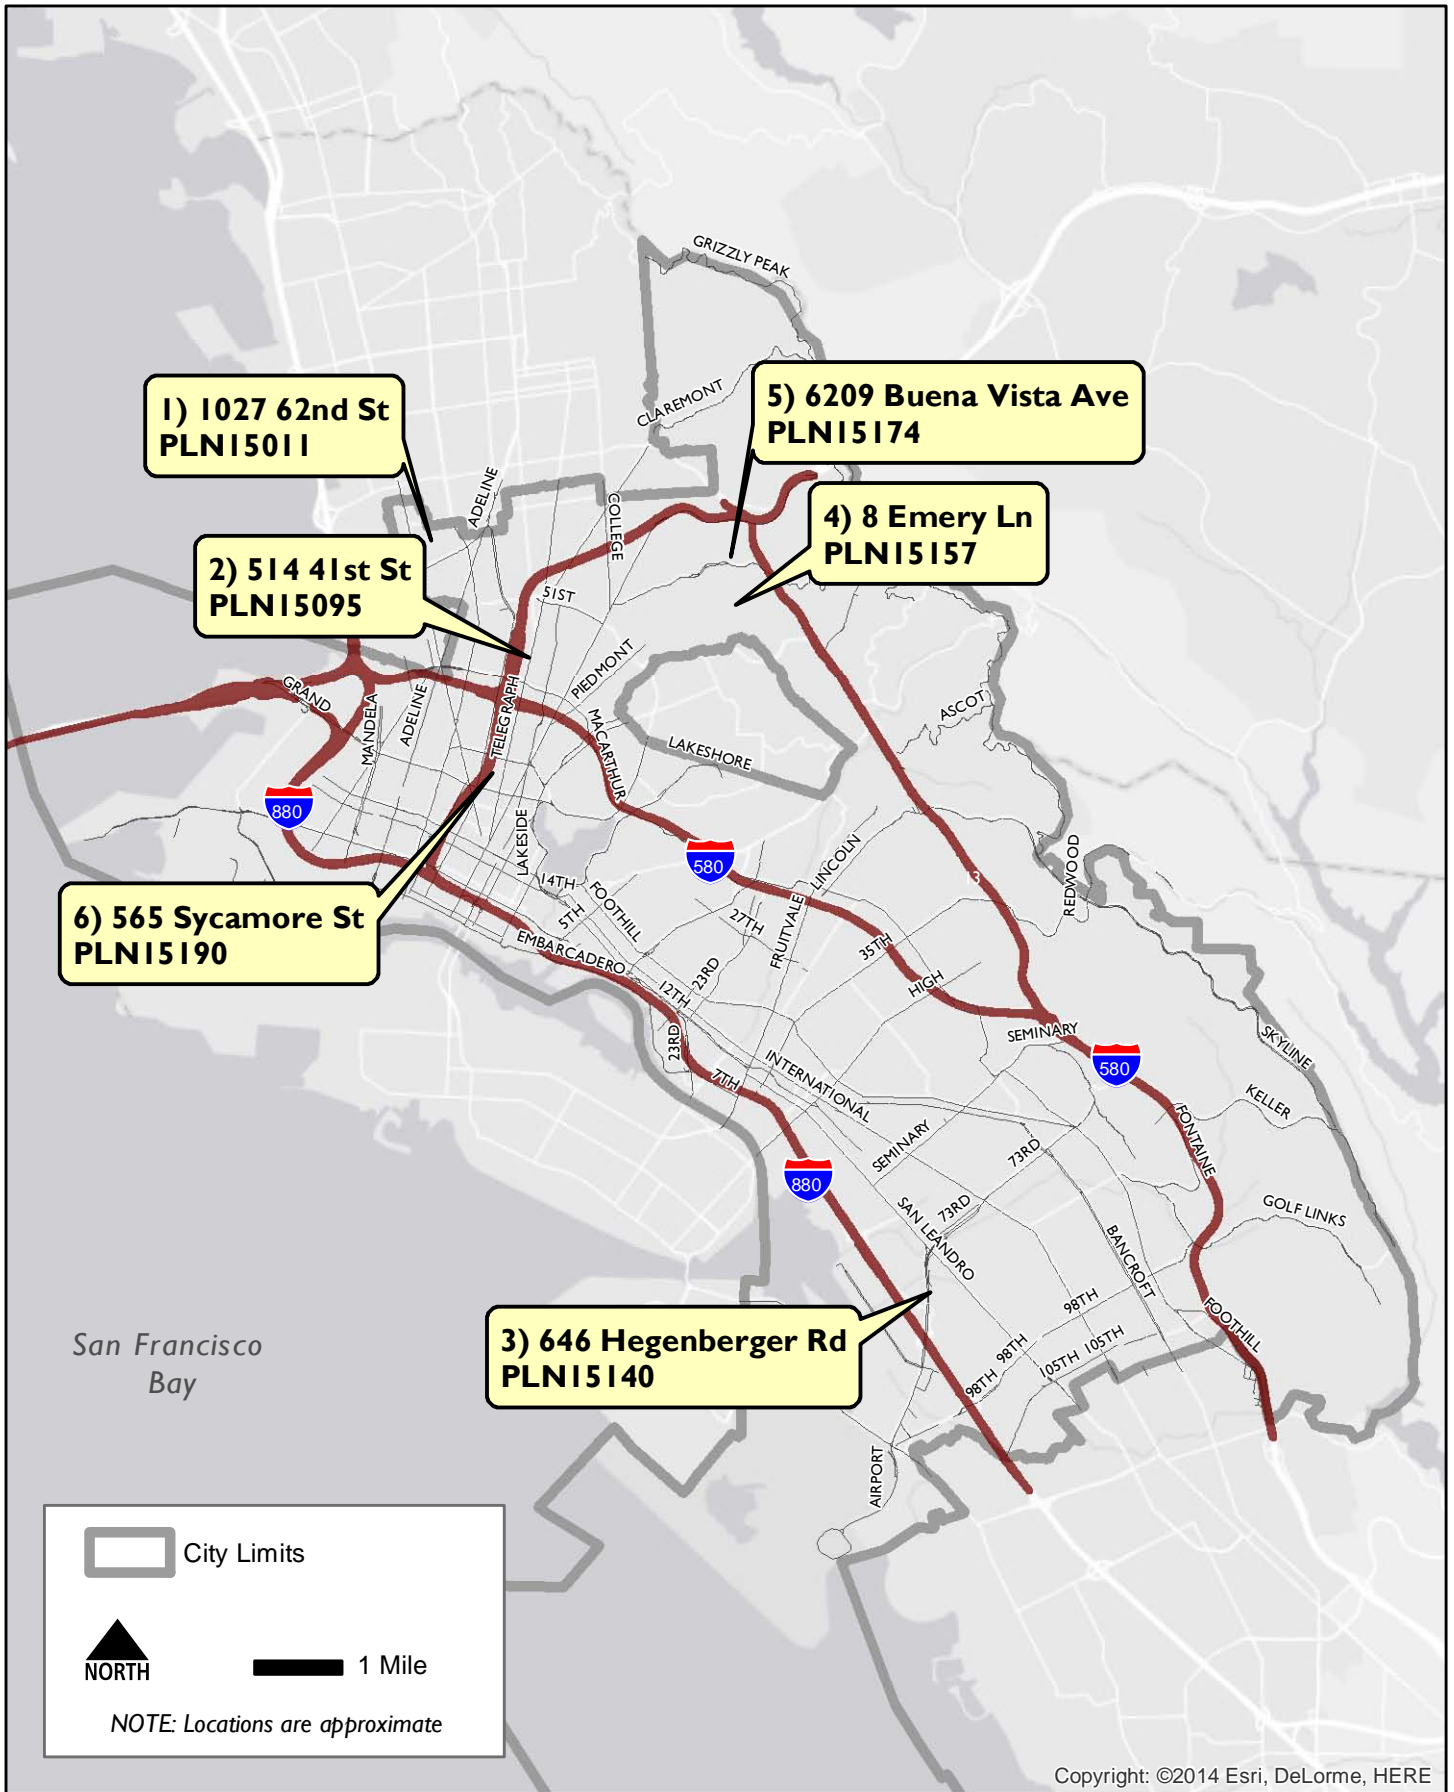 GRIZZLY PEAK
CLAREMONT
1) 1027 62nd St
PLN15011
5) 6209 Buena Vista Ave
PLN15174
ADELINE
COLLEGE
4) 8 Emery Ln
PLN15157
2) 514 41st St
PLN15095
51ST
PIEDMONT
GRAND
MANDELA
ADELINE
TELEGRAPH
MACARTHUR
LAKESHORE
ASCOT
880
LAKESIDE
580
LINCOLN
REDWOOD
13
14TH
FOOTHILL
5TH
27TH
FRUITVALE
35TH
6) 565 Sycamore St
PLN15190
EMBARCADERO
12TH
23RD
HIGH
23RD
SEMINARY
SKYLINE
580
7TH
INTERNATIONAL
KELLER
FONTAINE
SEMINARY
73RD
880
73RD
SAN LEANDRO
GOLF LINKS
BANCROFT
98TH
FOOTHILL
3) 646 Hegenberger Rd
PLN15140
98TH
98TH
105TH
105TH
San Francisco
Bay
AIRPORT
City Limits
NORTH
1 Mile
NOTE: Locations are approximate
Copyright: ©2014 Esri, DeLorme, HERE